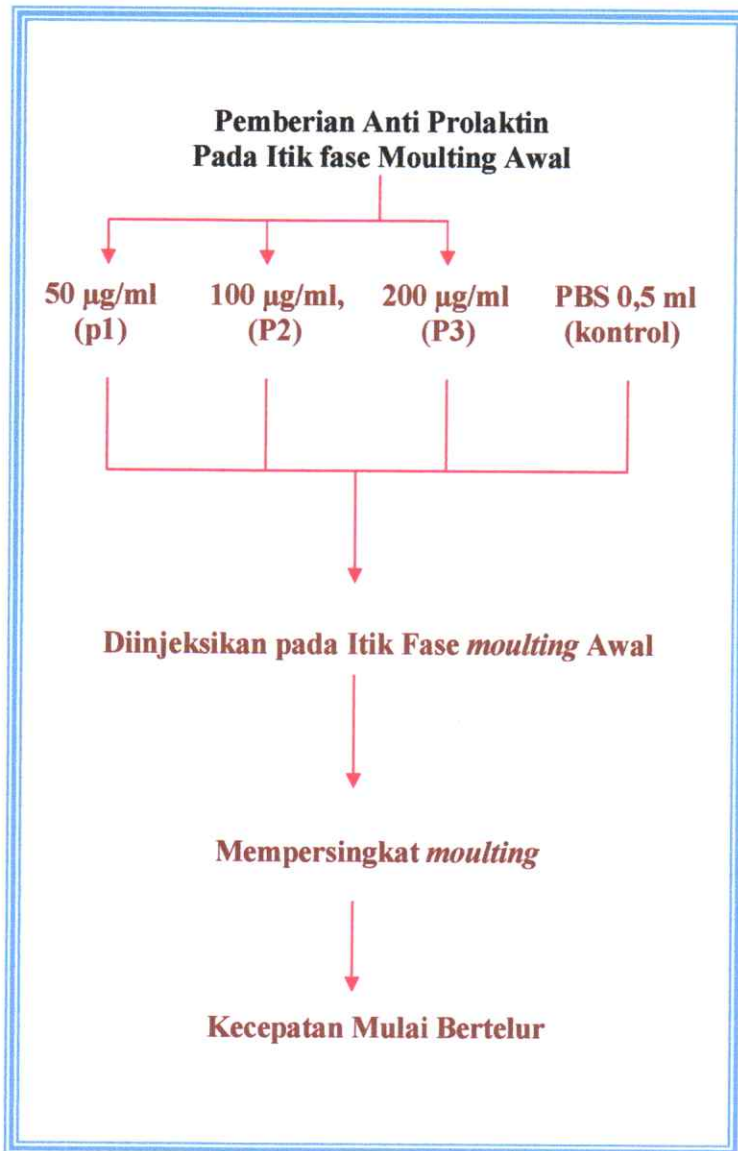 Pemberian Anti Prolaktin
Pada Itik fase Moulting Awal
50 µg/ml
(p1)
100 µg/ml,
(P2)
200 µg/ml
(P3)
PBS 0,5 ml
(kontrol)
Diinjeksikan pada Itik Fase moulting Awal
Mempersingkat moulting
Kecepatan Mulai Bertelur